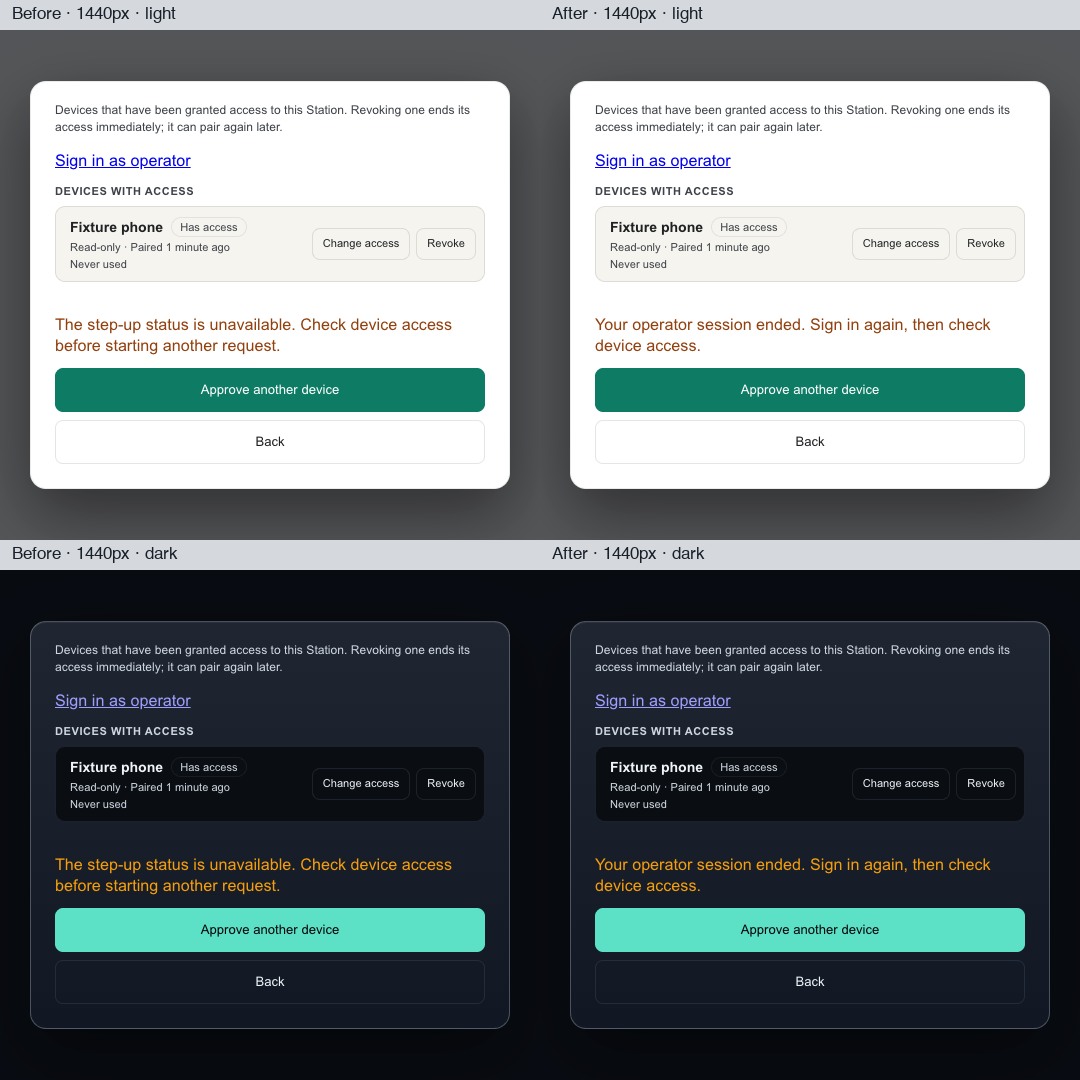 Before · 1440px · light
Devices that have been granted access to this Station. Revoking one ends its
access immediately; it can pair again later.
Sign in as operator
DEVICES WITH ACCESS
Fixture phone Has access
Read-only · Paired 1 minute ago
Never used
Change access Revoke
The step-up status is unavailable. Check device access
before starting another request.
Approve another device
Back
After · 1440px · light
Devices that have been granted access to this Station. Revoking one ends its
access immediately; it can pair again later.
Sign in as operator
DEVICES WITH ACCESS
Fixture phone Has access
Read-only · Paired 1 minute ago
Never used
Change access Revoke
Your operator session ended. Sign in again, then check
device access.
Approve another device
Back
Before · 1440px · dark
Devices that have been granted access to this Station. Revoking one ends its
access immediately; it can pair again later.
Sign in as operator
DEVICES WITH ACCESS
Fixture phone Has access
Read-only · Paired 1 minute ago
Never used
Change access Revoke
The step-up status is unavailable. Check device access
before starting another request.
Approve another device
Back
After · 1440px · dark
Devices that have been granted access to this Station. Revoking one ends its
access immediately; it can pair again later.
Sign in as operator
DEVICES WITH ACCESS
Fixture phone Has access
Read-only · Paired 1 minute ago
Never used
Change access Revoke
Your operator session ended. Sign in again, then check
device access.
Approve another device
Back